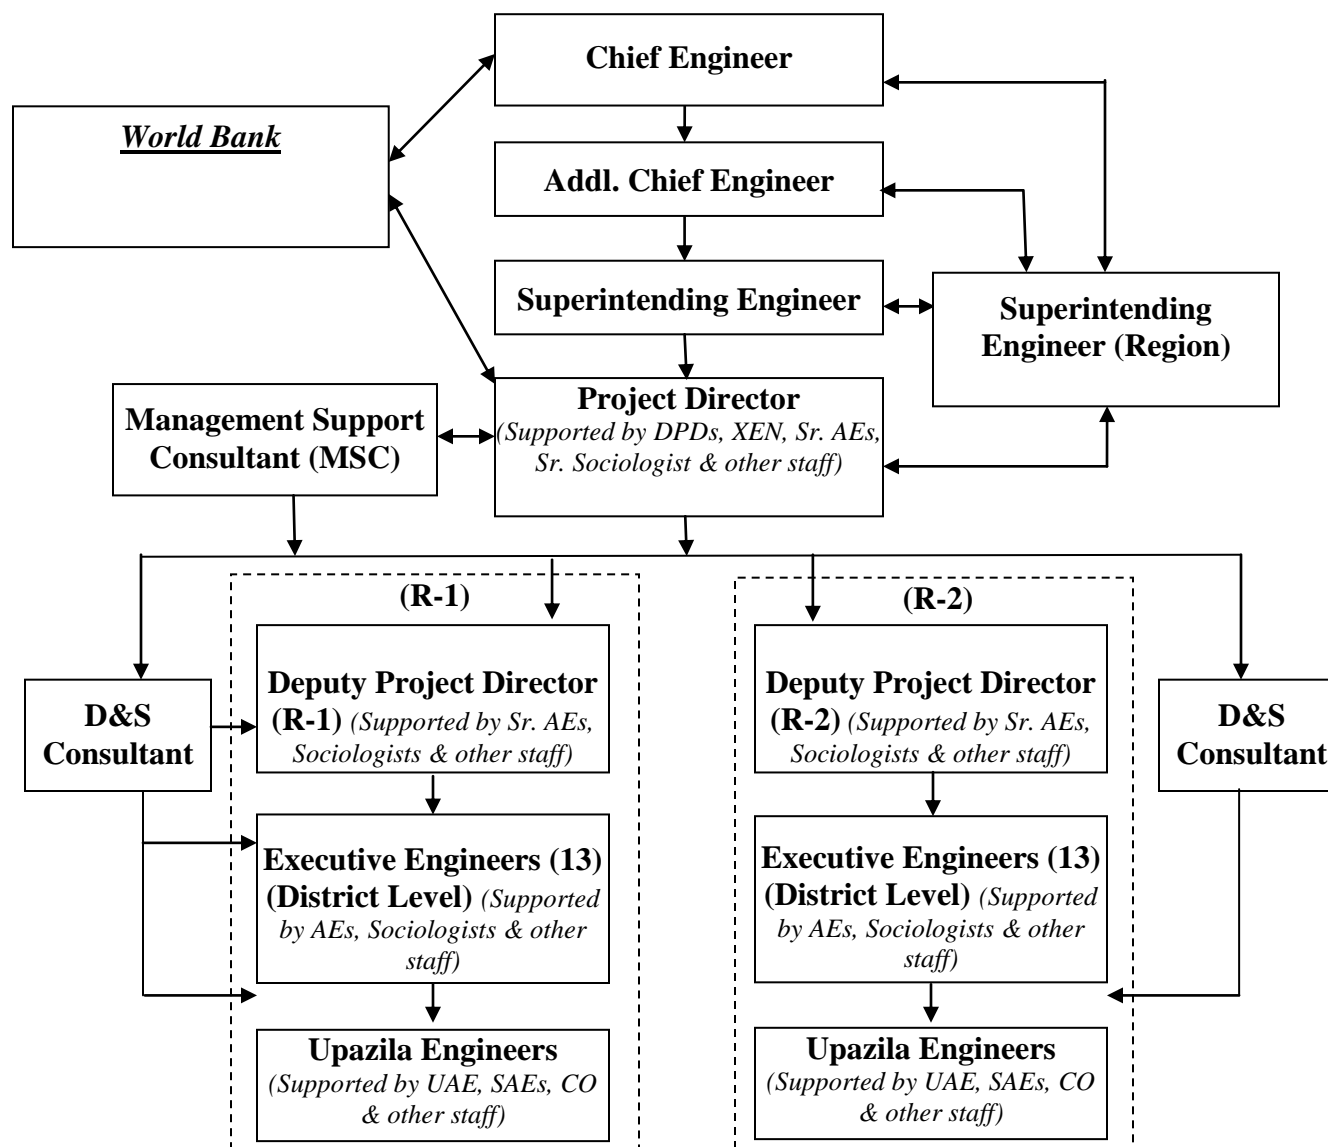 Chief Engineer
World Bank
Addl. Chief Engineer
Superintending Engineer
Superintending
Engineer (Region)
Project Director
(Supported by DPDs, XEN, Sr. AEs,
Sr. Sociologist & other staff)
Management Support
Consultant (MSC)
(R-1)
(R-2)
D&S
Consultant
Deputy Project Director
(R-1) (Supported by Sr. AEs,
Sociologists & other staff)
Deputy Project Director
(R-2) (Supported by Sr. AEs,
Sociologists & other staff)
D&S
Consultant
Executive Engineers (13)
(District Level) (Supported
by AEs, Sociologists & other
staff)
Executive Engineers (13)
(District Level) (Supported
by AEs, Sociologists & other
staff)
Upazila Engineers
(Supported by UAE, SAEs, CO
& other staff)
Upazila Engineers
(Supported by UAE, SAEs, CO
& other staff)